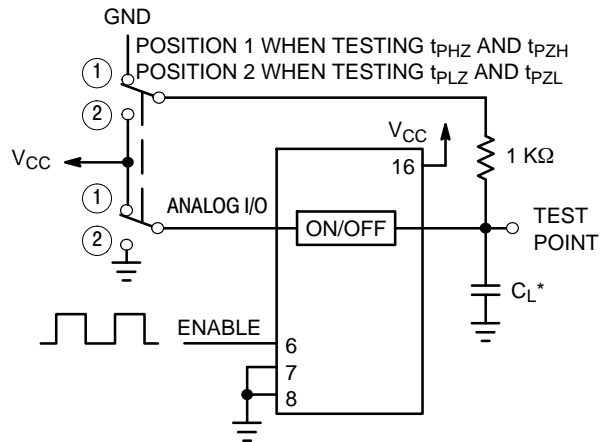 GND
POSITION 1 WHEN TESTING tPHZ AND tPZH
1
POSITION 2 WHEN TESTING tPLZ AND tPZL
2
VCC
16
1 KΩ
VCC
1
ANALOG I/O
ON/OFF
TEST
POINT
2
CL*
ENABLE
6
7
8